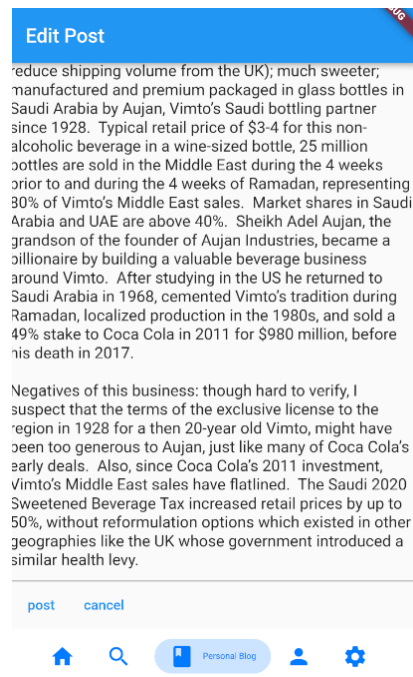 Edit Post
reduce shipping volume from the UK); much sweeter;
manufactured and premium packaged in glass bottles in
Saudi Arabia by Aujan, Vimto's Saudi bottling partner
since 1928.  Typical retail price of $3-4 for this non-
alcoholic beverage in a wine-sized bottle, 25 million
bottles are sold in the Middle East during the 4 weeks
prior to and during the 4 weeks of Ramadan, representing
80% of Vimto's Middle East sales.  Market shares in Saudi
Arabia and UAE are above 40%.  Sheikh Adel Aujan, the
grandson of the founder of Aujan Industries, became a
billionaire by building a valuable beverage business
around Vimto.  After studying in the US he returned to
Saudi Arabia in 1968, cemented Vimto's tradition during
Ramadan, localized production in the 1980s, and sold a
49% stake to Coca Cola in 2011 for $980 million, before
his death in 2017.

Negatives of this business: though hard to verify, I
suspect that the terms of the exclusive license to the
region in 1928 for a then 20-year old Vimto, might have
been too generous to Aujan, just like many of Coca Cola's
early deals.  Also, since Coca Cola's 2011 investment,
Vimto's Middle East sales have flatlined.  The Saudi 2020
Sweetened Beverage Tax increased retail prices by up to
50%, without reformulation options which existed in other
geographies like the UK whose government introduced a
similar health levy.
post cancel
Personal Blog